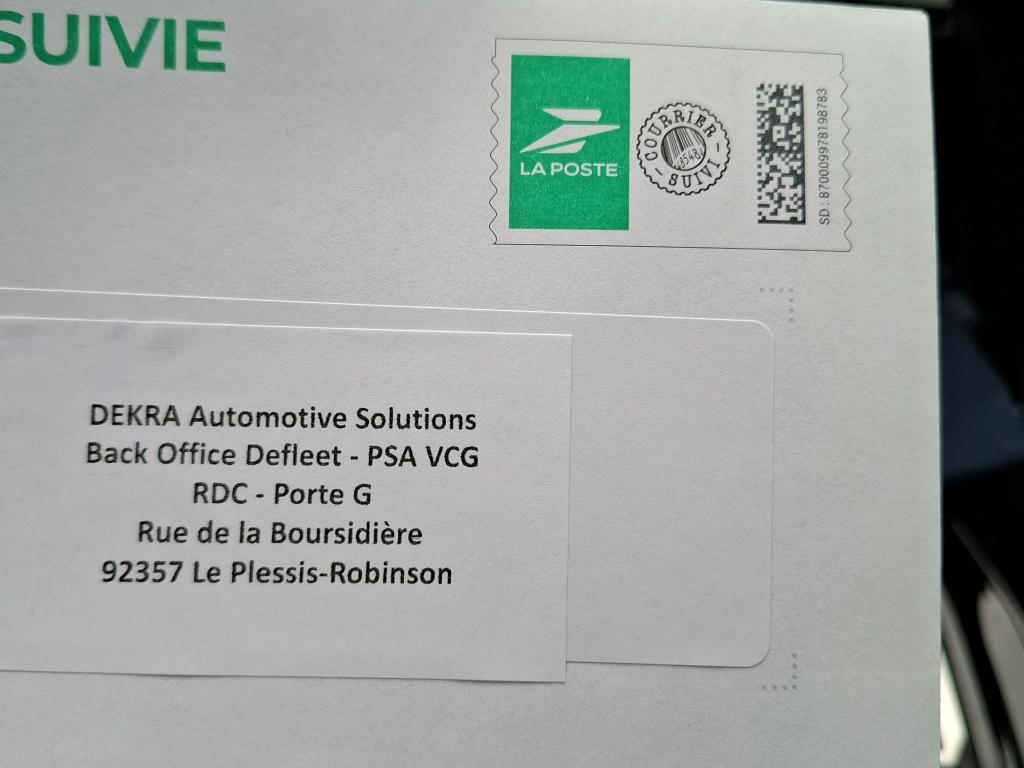 SUIVIE
LA POSTE
COURRIER
SUIVI
SD : 870009978198783
DEKRA Automotive Solutions
Back Office Defleet - PSA VCG
RDC - Porte G
Rue de la Boursidière
92357 Le Plessis-Robinson